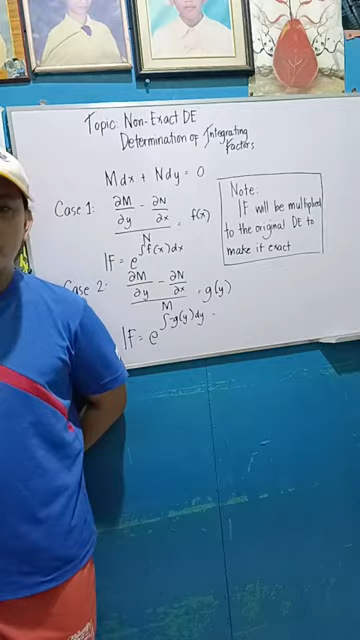 Topic: Non-Exact DE
Determination of Integrating Factors
Mdx + Ndy = 0
Case 1: ∂M/∂y - ∂N/∂x / N = f(x)
IF = e^∫f(x)dx
Case 2: ∂M/∂y - ∂N/∂x / M = g(y)
IF = e^∫-g(y)dy
Note:
IF will be multiplied
to the original DE to
make it exact